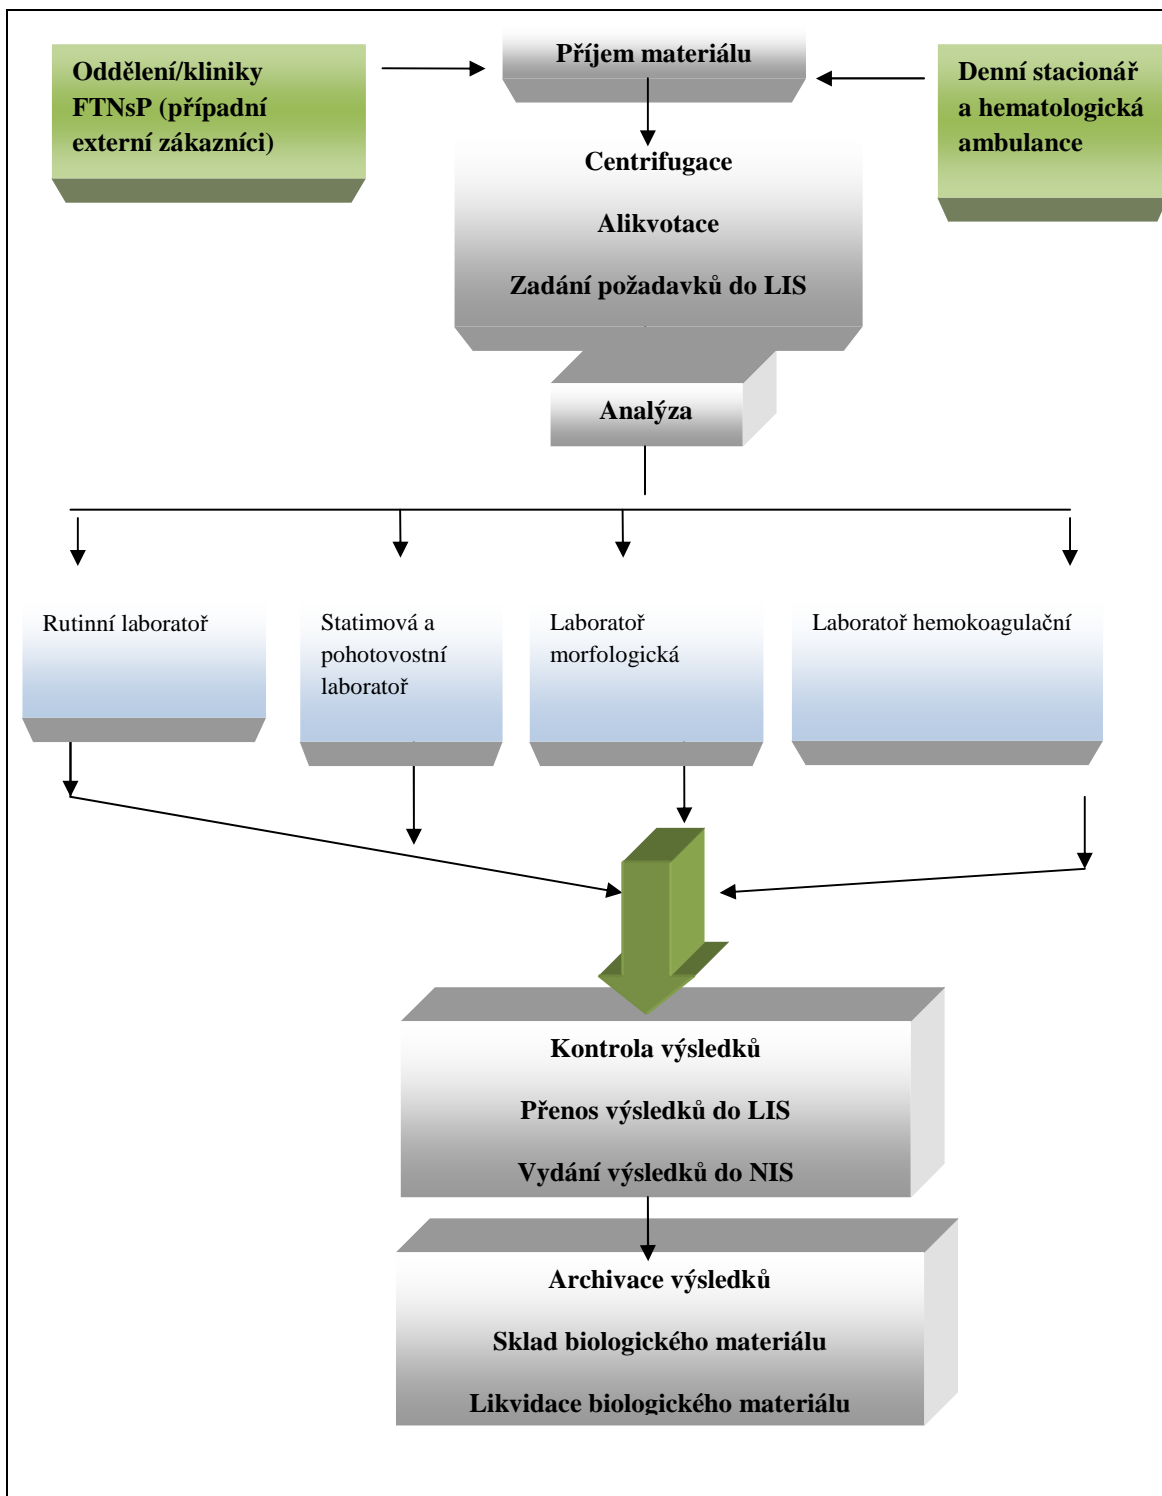 Oddělení/kliniky
FTNsP (případní
externí zákazníci)
Příjem materiálu
Denní stacionář
a hematologická
ambulance
Centrifugace
Alikvotace
Zadání požadavků do LIS
Analýza
Rutinní laboratoř
Statimová a
pohotovostní
laboratoř
Laboratoř
morfologická
Laboratoř hemokoagulační
Kontrola výsledků
Přenos výsledků do LIS
Vydání výsledků do NIS
Archivace výsledků
Sklad biologického materiálu
Likvidace biologického materiálu